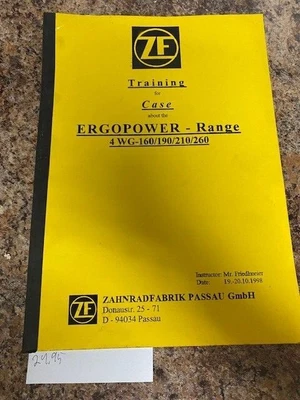 ZF
Training
for
Case
about the
ERGOPOWER - Range
4 WG-160/190/210/260
Instructor: Mr. Friedlmeier
Date: 19.-20.10.1998
ZF
ZAHNRADFABRIK PASSAU GmbH
Donaustr. 25 - 71
D - 94034 Passau
24.95